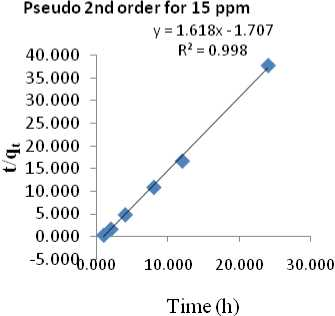 Pseudo 2nd order for 15 ppm
y = 1.618x - 1.707
R² = 0.998
40.000
35.000
30.000
25.000
20.000
15.000
10.000
5.000
0.000
-5.000
0.000 10.000 20.000 30.000
t/qt
Time (h)